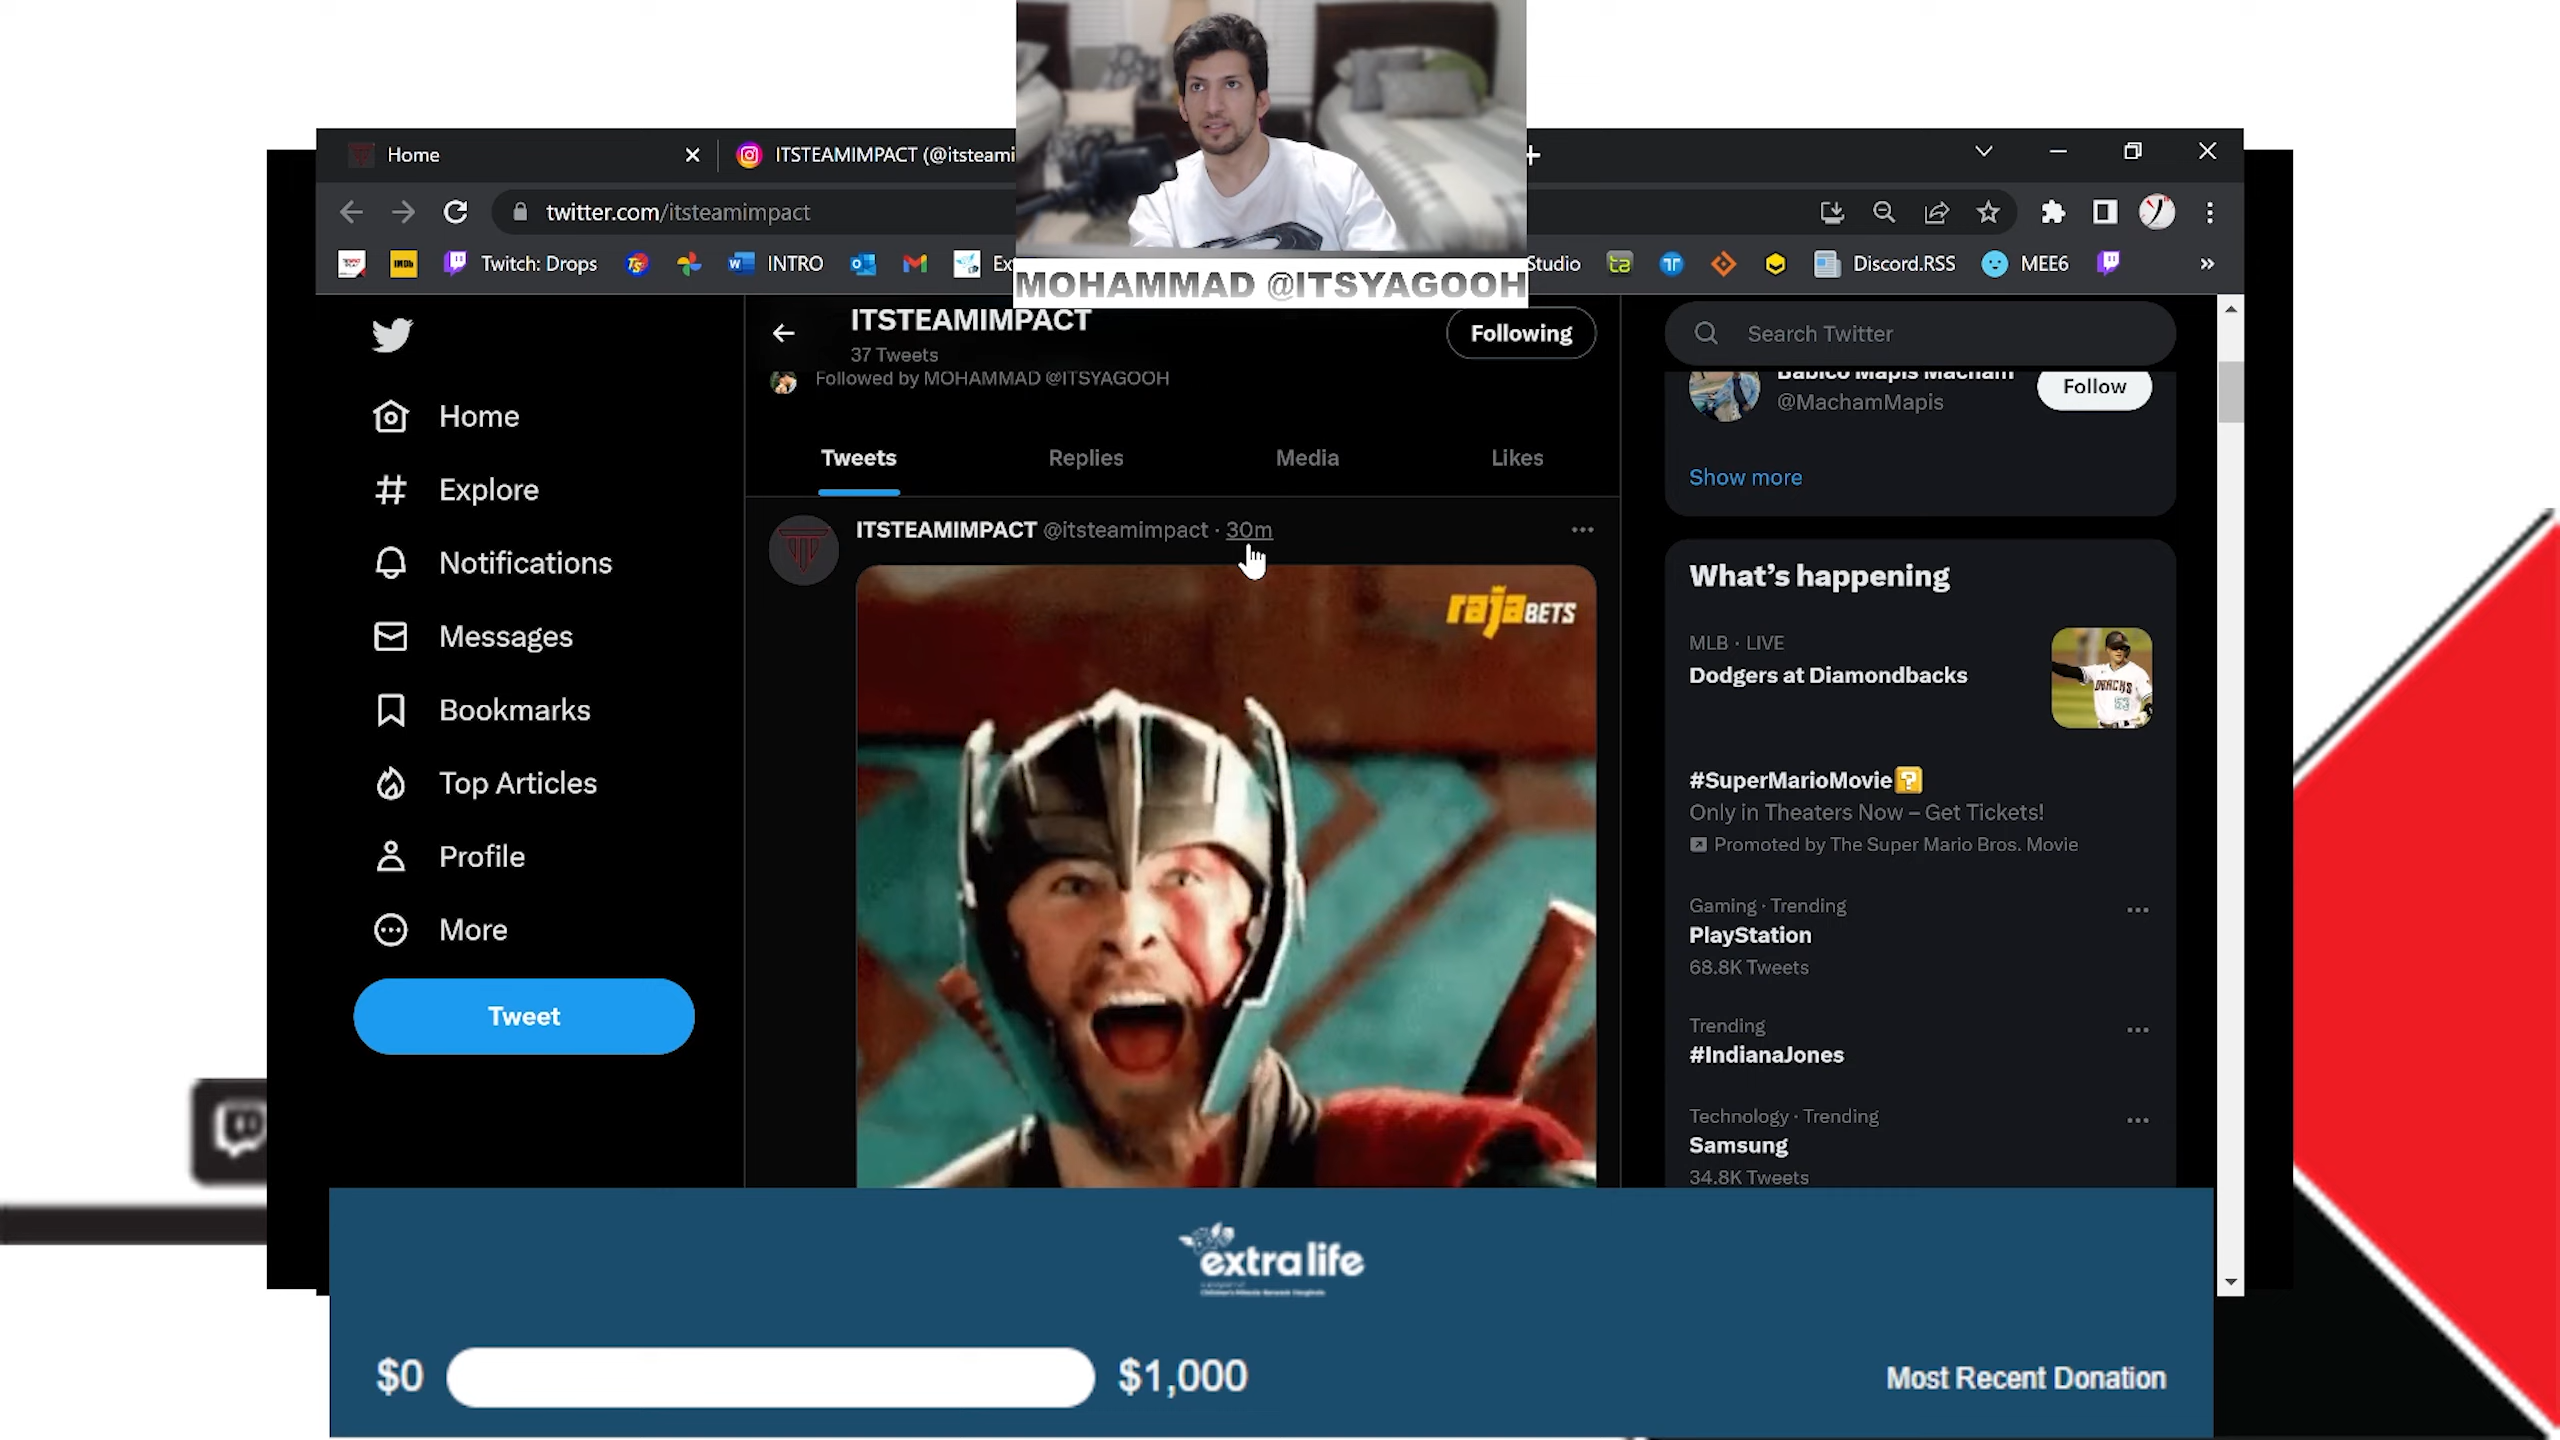 Home
ITSTEAMIMPACT (@itsteami
twitter.com/itsteamimpact
Twitch: Drops
INTRO
Ex
Studio
Discord.RSS
MEE6
MOHAMMAD @ITSYAGOOH
Home
Explore
Notifications
Messages
Bookmarks
Top Articles
Profile
More
Tweet
ITSTEAMIMPACT
37 Tweets
Following
Followed by MOHAMMAD @ITSYAGOOH
Tweets
Replies
Media
Likes
ITSTEAMIMPACT @itsteamimpact · 30m
rajaBETS
Search Twitter
Babico Mapis Macham
@MachamMapis
Follow
Show more
What's happening
MLB · LIVE
Dodgers at Diamondbacks
#SuperMarioMovie
Only in Theaters Now – Get Tickets!
Promoted by The Super Mario Bros. Movie
Gaming · Trending
PlayStation
68.8K Tweets
Trending
#IndianaJones
Technology · Trending
Samsung
34.8K Tweets
extra life
$0
$1,000
Most Recent Donation